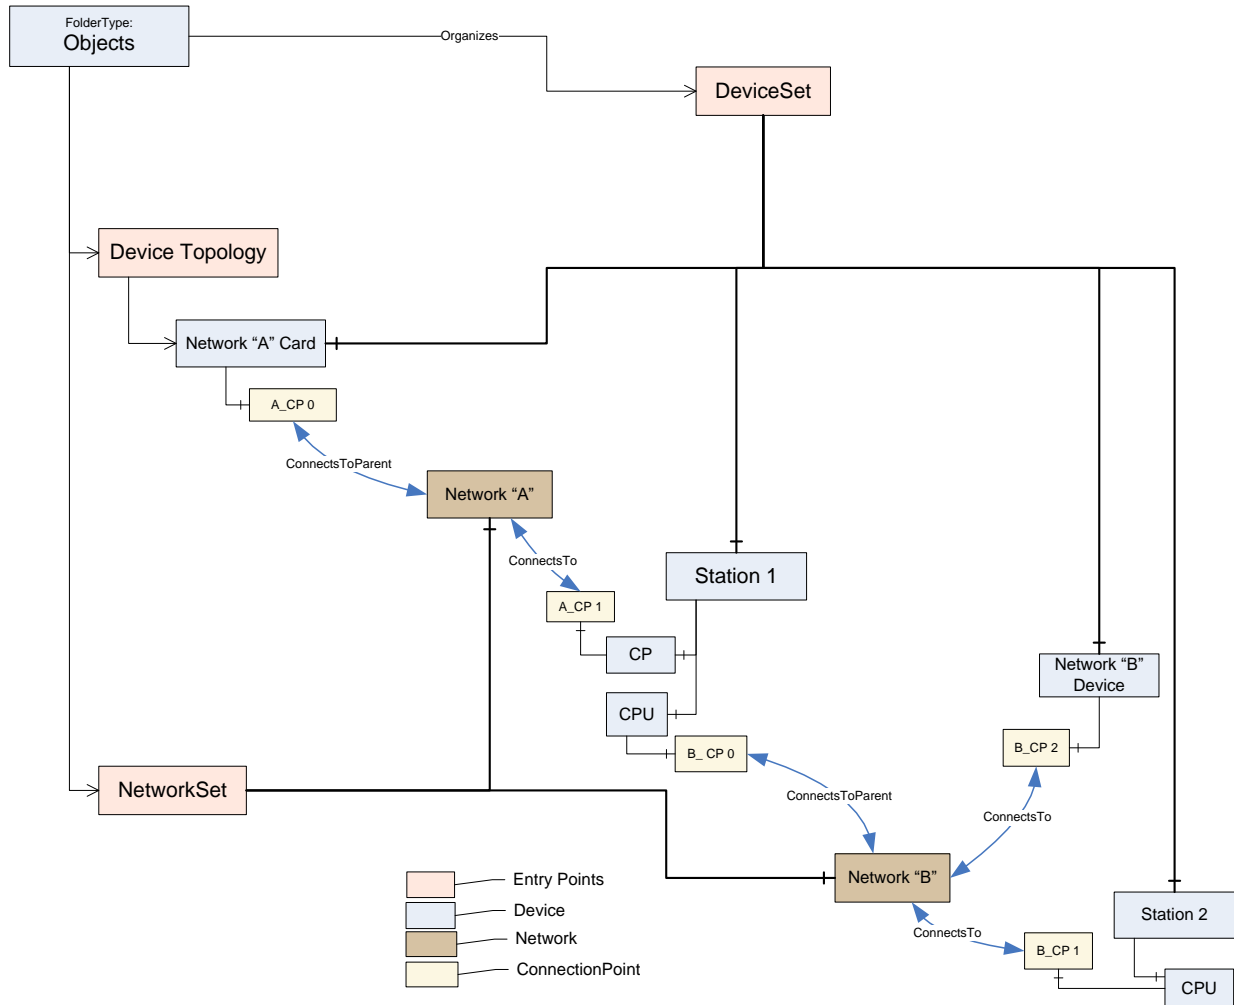 FolderType:
Objects
Organizes
DeviceSet
Device Topology
Network “A” Card
A_CP 0
ConnectsToParent
Network “A”
ConnectsTo
A_CP 1
Station 1
CP
CPU
B_ CP 0
Network “B”
Device
B_CP 2
NetworkSet
ConnectsToParent
ConnectsTo
Network “B”
ConnectsTo
B_CP 1
Station 2
CPU
Entry Points
Device
Network
ConnectionPoint